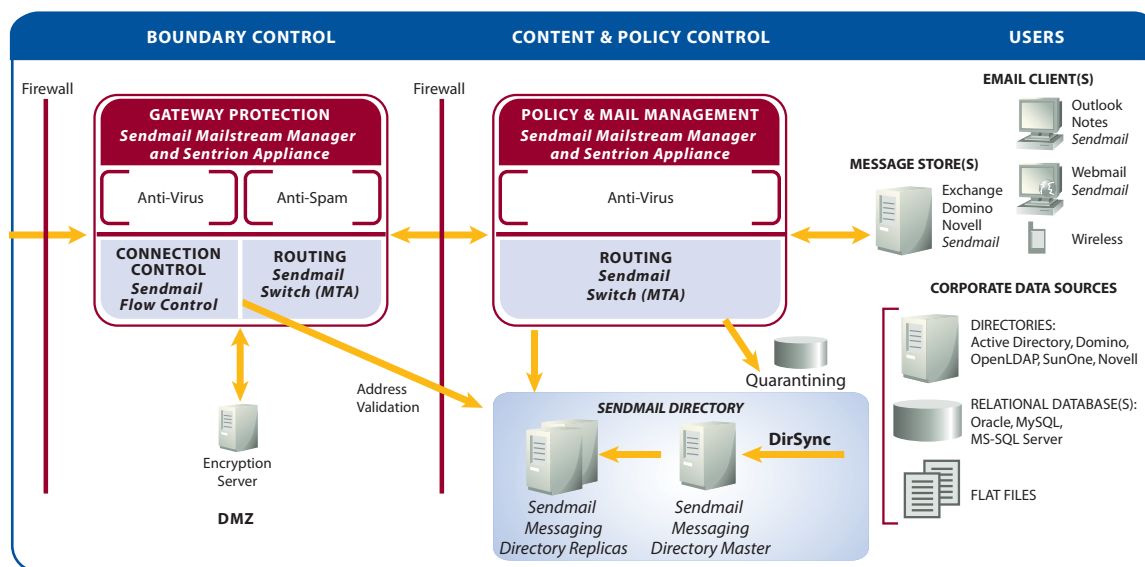 BOUNDARY CONTROL
CONTENT & POLICY CONTROL
USERS
Firewall
GATEWAY PROTECTION
Sendmail Mailstream Manager
and Sentrion Appliance
Anti-Virus
Anti-Spam
CONNECTION
CONTROL
Sendmail
Flow Control
ROUTING
Sendmail
Switch (MTA)
Encryption
Server
DMZ
Address
Validation
Firewall
POLICY & MAIL MANAGEMENT
Sendmail Mailstream Manager
and Sentrion Appliance
Anti-Virus
ROUTING
Sendmail
Switch (MTA)
Quarantining
SENDMAIL DIRECTORY
DirSync
Sendmail
Messaging
Directory Replicas
Sendmail
Messaging
Directory Master
EMAIL CLIENT(S)
Outlook
Notes
Sendmail
Webmail
Sendmail
Wireless
MESSAGE STORE(S)
Exchange
Domino
Novell
Sendmail
CORPORATE DATA SOURCES
DIRECTORIES:
Active Directory, Domino,
OpenLDAP, SunOne, Novell
RELATIONAL DATABASE(S):
Oracle, MySQL,
MS-SQL Server
FLAT FILES